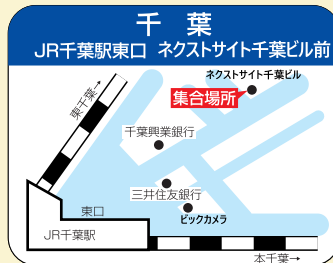 千葉
JR千葉駅東口 ネクストサイト千葉ビル前
ネクストサイト千葉ビル
集合場所
東千葉→
千葉興業銀行
三井住友銀行
東口
ビックカメラ
JR千葉駅
本千葉→